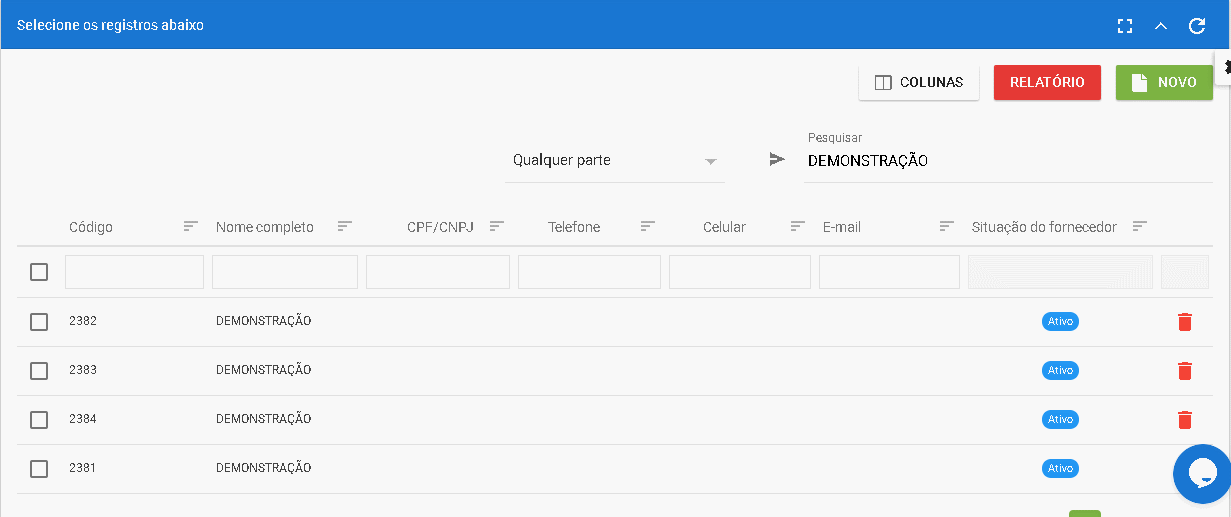 Selecione os registros abaixo
COLUNAS RELATÓRIO NOVO
Pesquisar
Qualquer parte DEMONSTRAÇÃO
Código Nome completo CPF/CNPJ Telefone Celular E-mail Situação do fornecedor
2382 DEMONSTRAÇÃO Ativo
2383 DEMONSTRAÇÃO Ativo
2384 DEMONSTRAÇÃO Ativo
2381 DEMONSTRAÇÃO Ativo